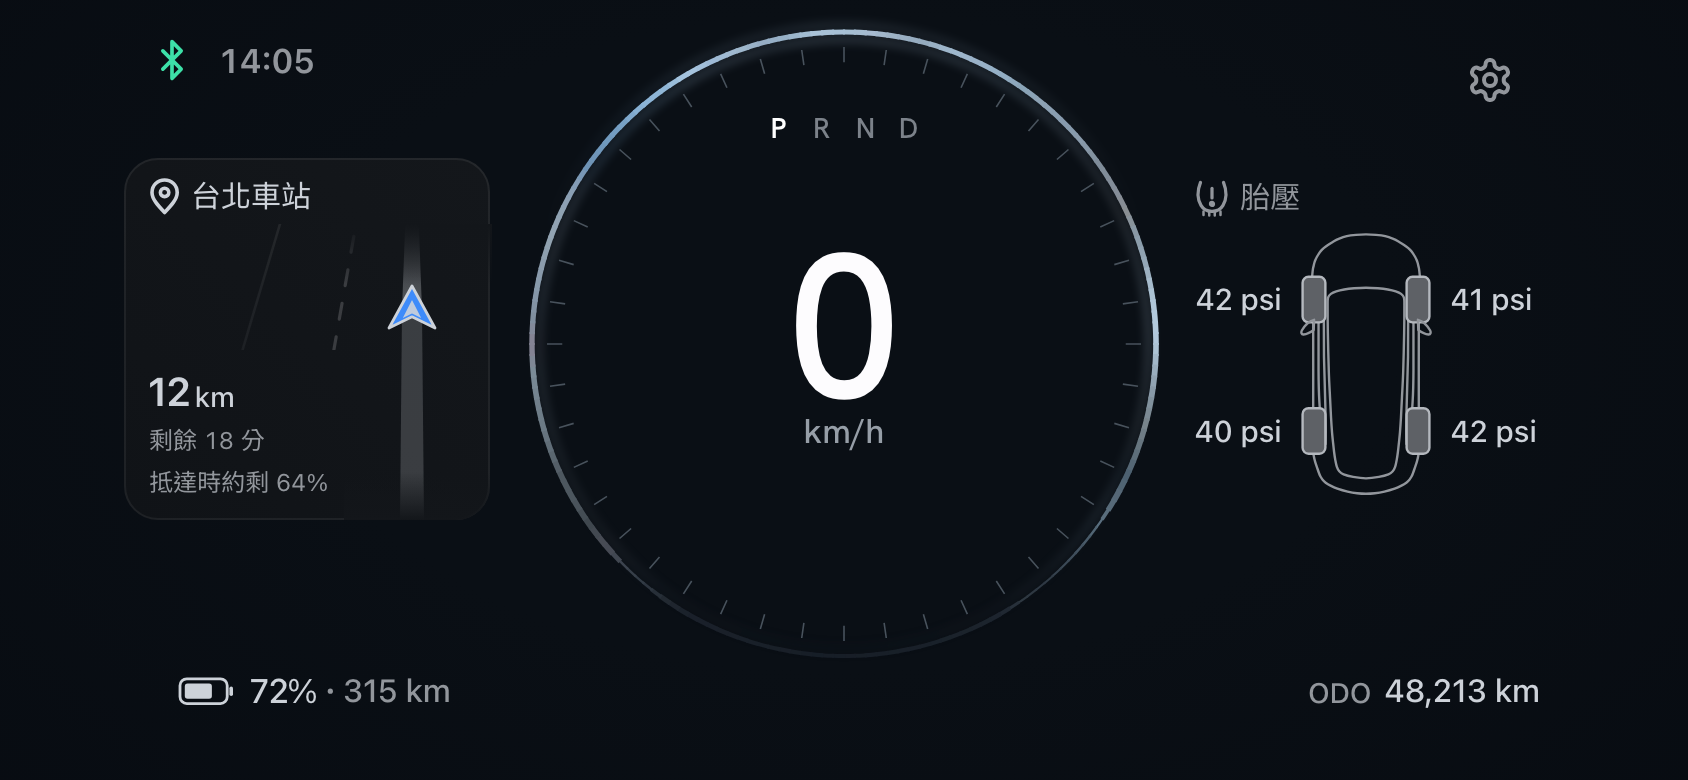 14:05
P R N D
台北車站
12 km
剩餘 18 分
抵達時約剩 64%
0
km/h
胎壓
42 psi
41 psi
40 psi
42 psi
72% · 315 km
ODO 48,213 km